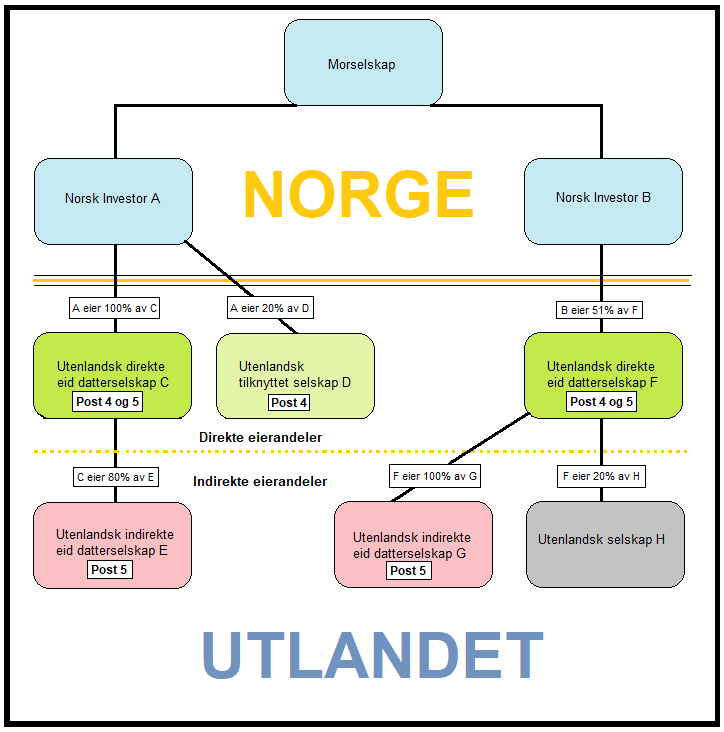 Morselskap
Norsk Investor A
NORGE
Norsk Investor B
A eier 100% av C
A eier 20% av D
B eier 51% av F
Utenlandsk direkte
eid datterselskap C
Post 4 og 5
Utenlandsk
tilknyttet selskap D
Post 4
Utenlandsk direkte
eid datterselskap F
Post 4 og 5
Direkte eierandeler
Indirekte eierandeler
C eier 80% av E
F eier 100% av G
F eier 20% av H
Utenlandsk indirekte
eid datterselskap E
Post 5
Utenlandsk indirekte
eid datterselskap G
Post 5
Utenlandsk selskap H
UTLANDET